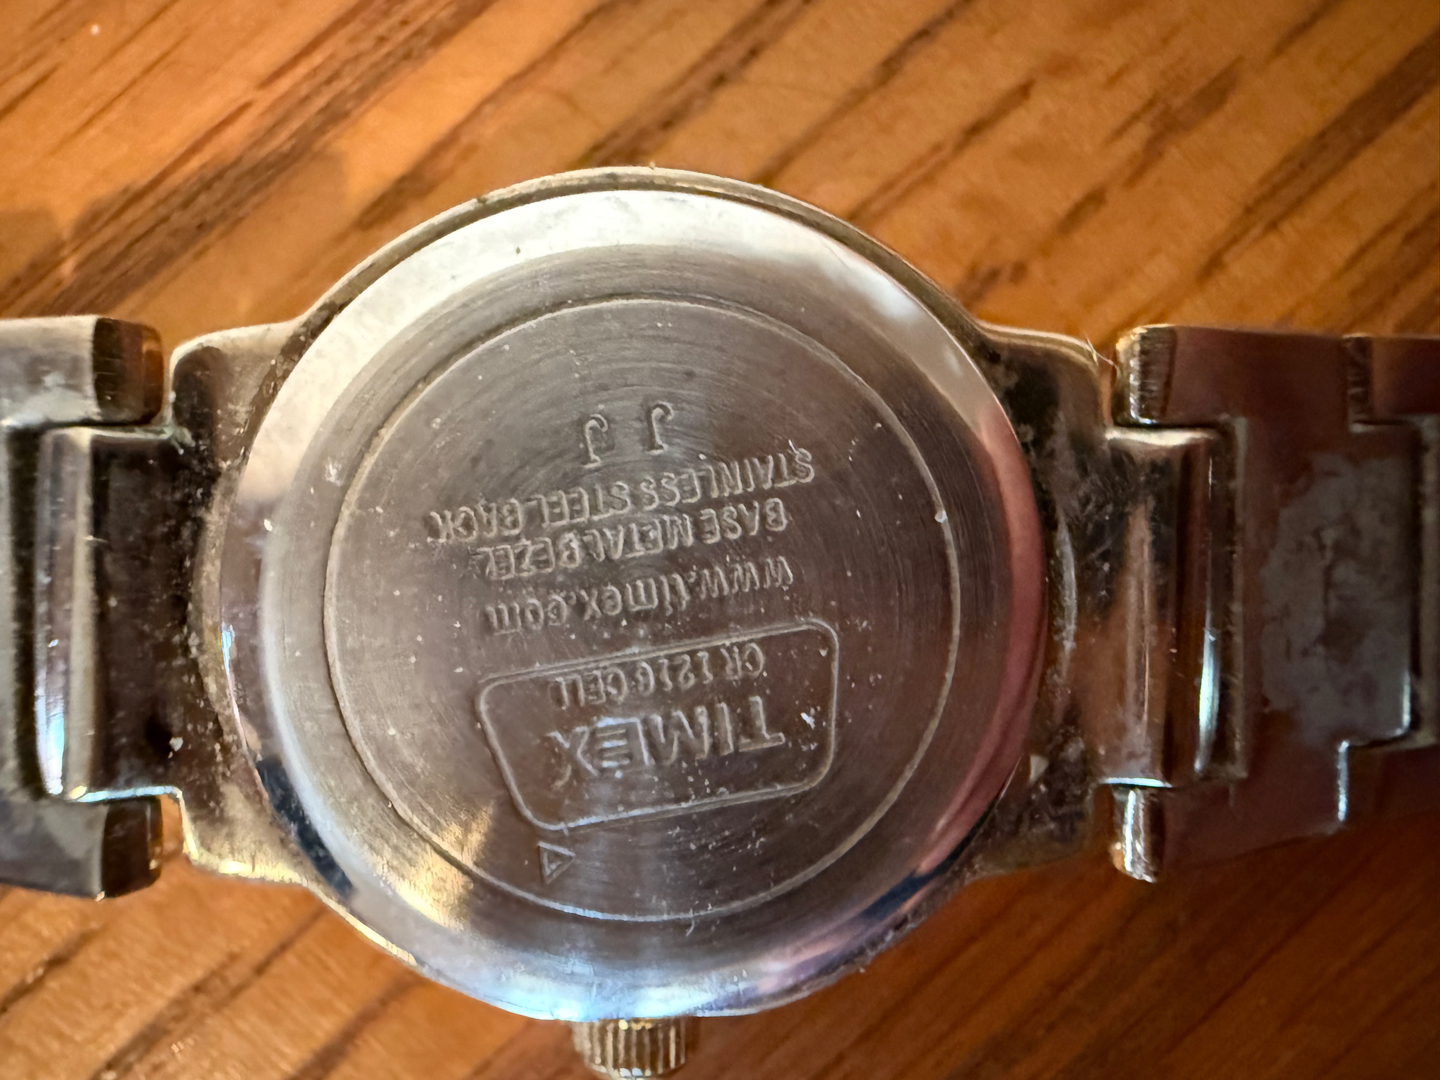 TIMEX
CR 1216 CELL
www.timex.com
BASE METAL BEZEL
STAINLESS STEEL BACK
J J